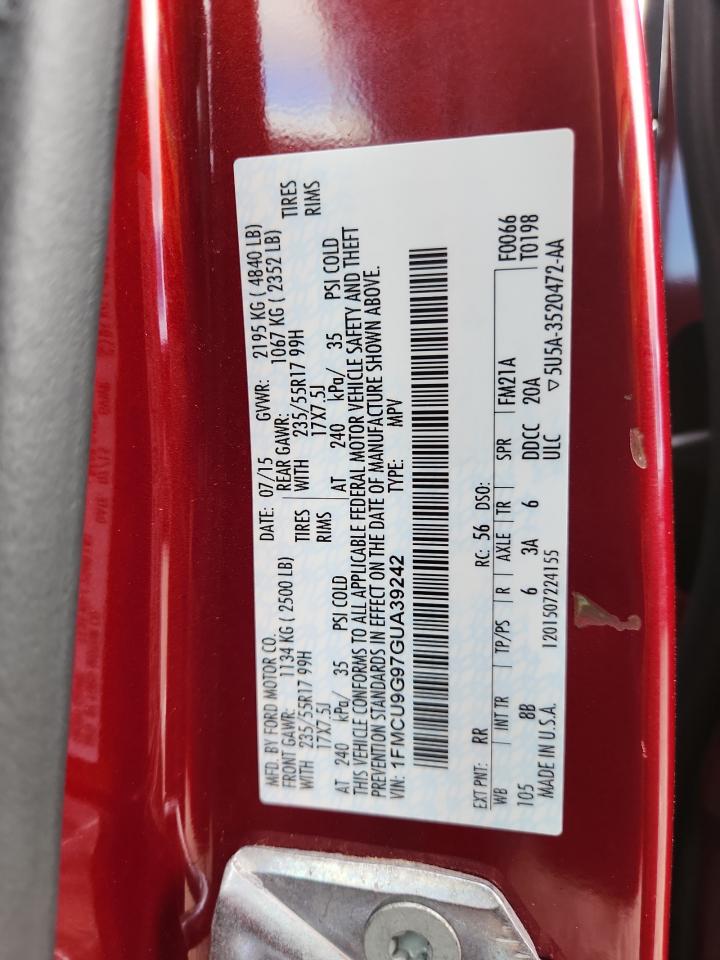 MFD. BY FORD MOTOR CO. DATE: 07/15 GVWR: 2195 KG ( 4840 LB)
FRONT GAWR: 1134 KG ( 2500 LB) REAR GAWR: 1067 KG ( 2352 LB)
WITH 235/55R17 99H TIRES WITH 235/55R17 99H TIRES
17X7.5J RIMS 17X7.5J RIMS
AT 240 kPa/ 35 PSI COLD AT 240 kPa/ 35 PSI COLD
THIS VEHICLE CONFORMS TO ALL APPLICABLE FEDERAL MOTOR VEHICLE SAFETY AND THEFT
PREVENTION STANDARDS IN EFFECT ON THE DATE OF MANUFACTURE SHOWN ABOVE.
VIN: 1FMCU9G97GUA39242 TYPE: MPV
EXT PNT: RR RC: 56 DSO: F0066
WB INT TR TP/PS R AXLE TR SPR FM21A T0198
105 8B 6 3A 6 DDCC 20A
MADE IN U.S.A. 1201507224155 ULC ▽5U5A-3520472-AA